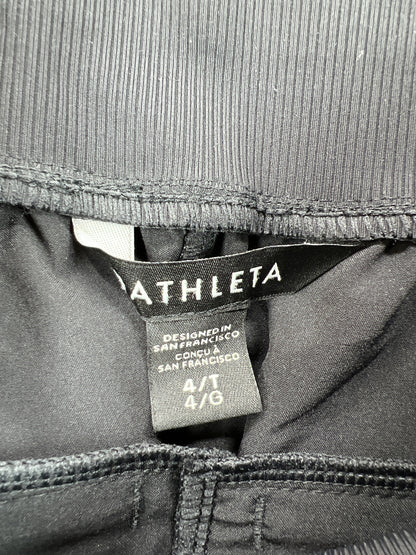 ATHLETA
DESIGNED IN
SAN FRANCISCO
CONÇU À
SAN FRANCISCO
4/T
4/G